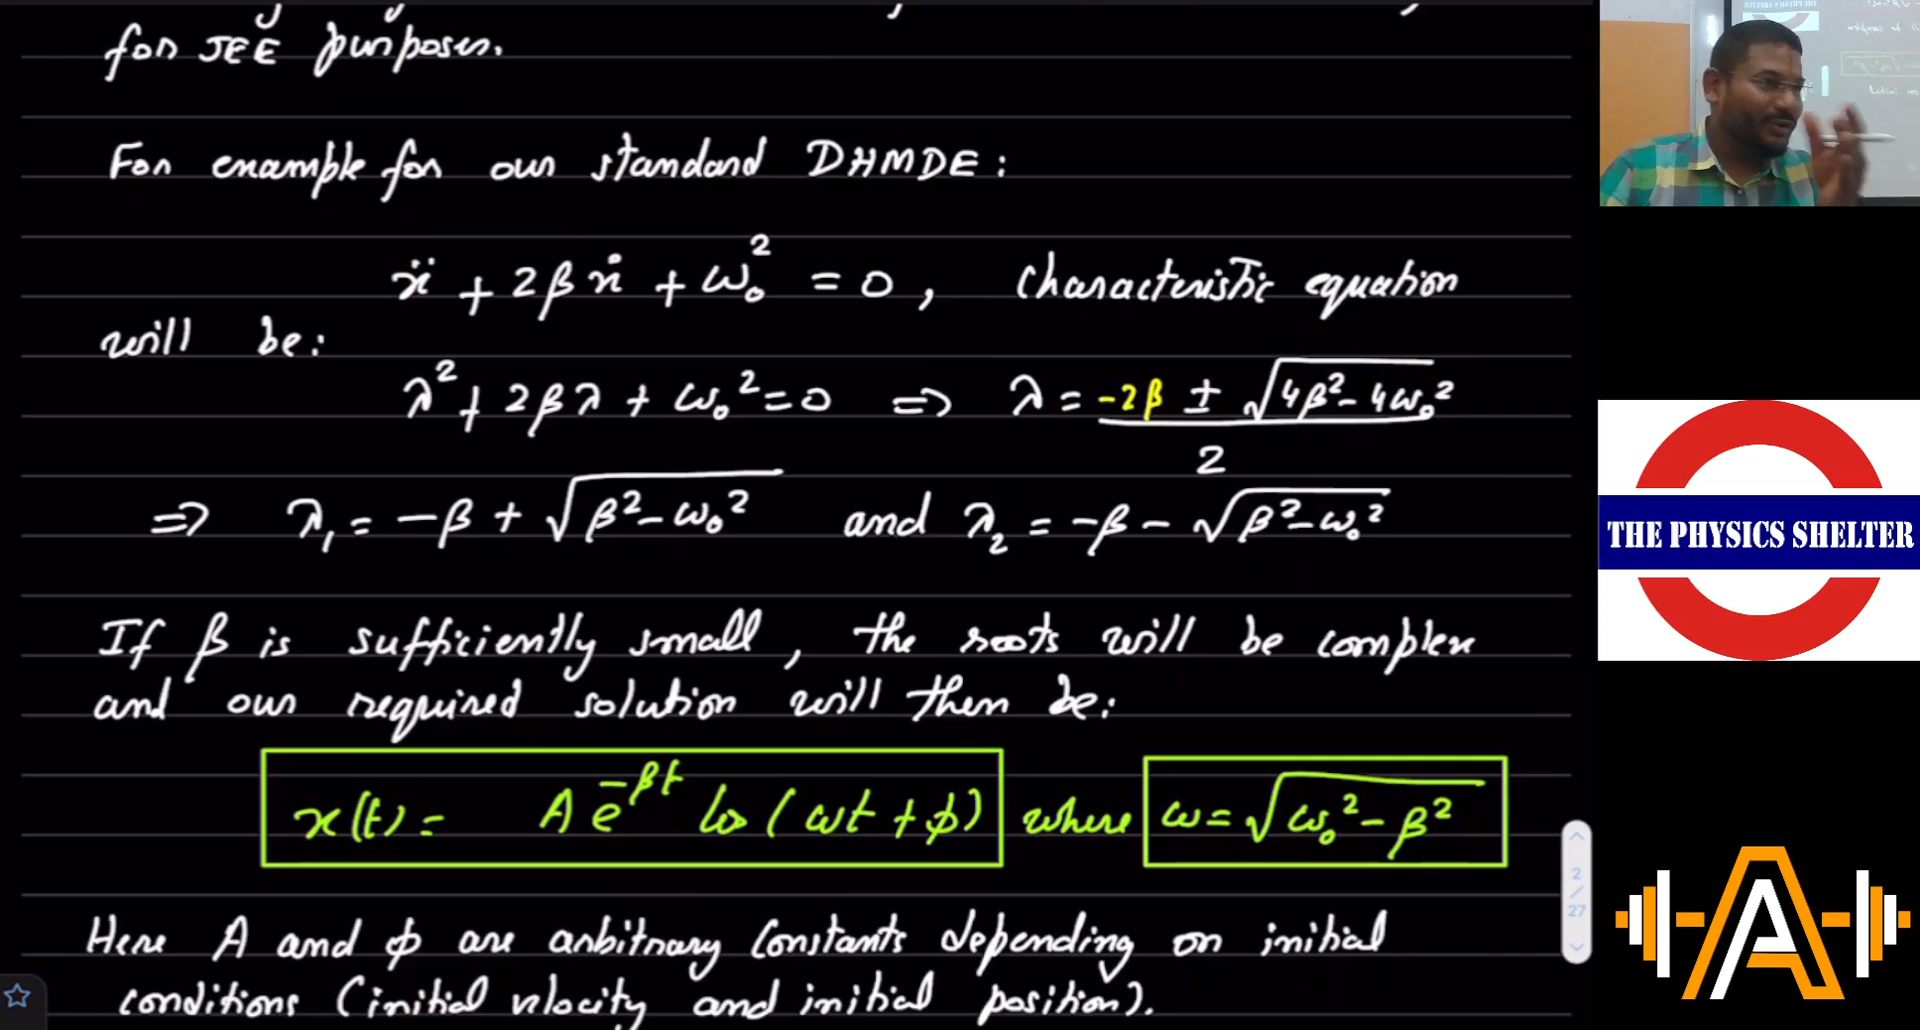 for JEE purposes.
For example for our standard DHMDE:
ẍ + 2βẋ + ω₀² = 0, characteristic equation
will be:
λ² + 2βλ + ω₀² = 0 ⇒ λ = (-2β ± √(4β² - 4ω₀²))/2
⇒ λ₁ = -β + √(β² - ω₀²) and λ₂ = -β - √(β² - ω₀²)
If β is sufficiently small, the roots will be complex
and our required solution will then be:
x(t) = A e^(-βt) cos(ωt + φ) where ω = √(ω₀² - β²)
Here A and φ are arbitrary constants depending on initial
conditions (initial velocity and initial position).
THE PHYSICS SHELTER
2
/
27
A